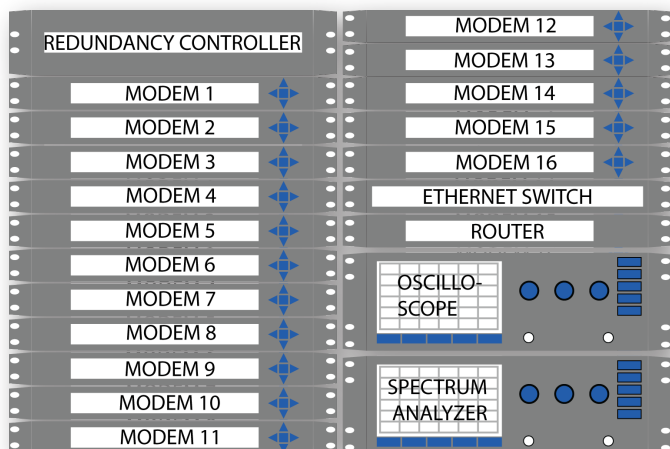 REDUNDANCY CONTROLLER
MODEM 1
MODEM 2
MODEM 3
MODEM 4
MODEM 5
MODEM 6
MODEM 7
MODEM 8
MODEM 9
MODEM 10
MODEM 11
MODEM 12
MODEM 13
MODEM 14
MODEM 15
MODEM 16
ETHERNET SWITCH
ROUTER
OSCILLO-
SCOPE
SPECTRUM
ANALYZER